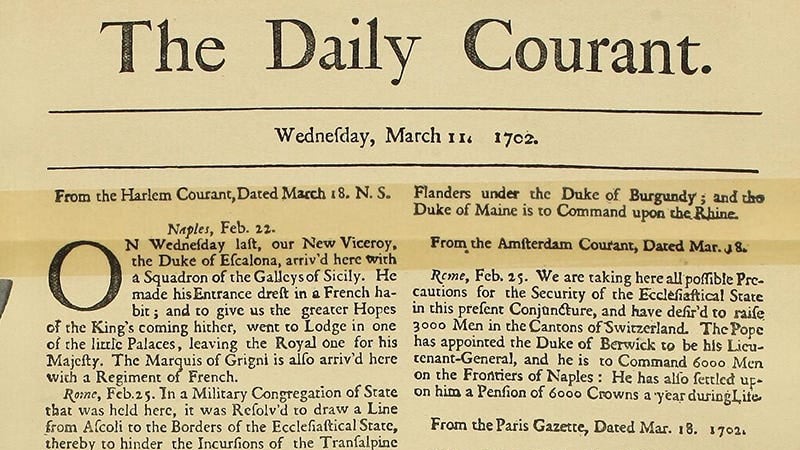 The Daily Courant.
Wedneſday, March 11. 1702.
From the Harlem Courant, Dated March 18. N. S.
Naples, Feb. 22.
ON Wedneſday laſt, our New Viceroy,
the Duke of Eſcalona, arriv'd here with
a Squadron of the Galleys of Sicily. He
made his Entrance dreſt in a French ha-
bit; and to give us the greater Hopes
of the King's coming hither, went to Lodge in one
of the little Palaces, leaving the Royal one for his
Majeſty. The Marquis of Grigni is alſo arriv'd here
with a Regiment of French.
Rome, Feb. 25. In a Military Congregation of State
that was held here, it was Reſolv'd to draw a Line
from Aſcoli to the Borders of the Eccleſiaſtical State,
thereby to hinder the Incurſions of the Tranſalpine
Flanders under the Duke of Burgundy; and the
Duke of Maine is to Command upon the Rhine.
From the Amſterdam Courant, Dated Mar. 18.
Rome, Feb. 25. We are taking here all poſſible Pre-
cautions for the Security of the Eccleſiaſtical State
in this preſent Conjuncture, and have deſir'd to raiſe
3000 Men in the Cantons of Switzerland. The Pope
has appointed the Duke of Berwick to be his Lieu-
tenant-General, and he is to Command 6000 Men
on the Frontiers of Naples: He has alſo ſettled up-
on him a Penſion of 6000 Crowns a year during Life.
From the Paris Gazette, Dated Mar. 18. 1702.